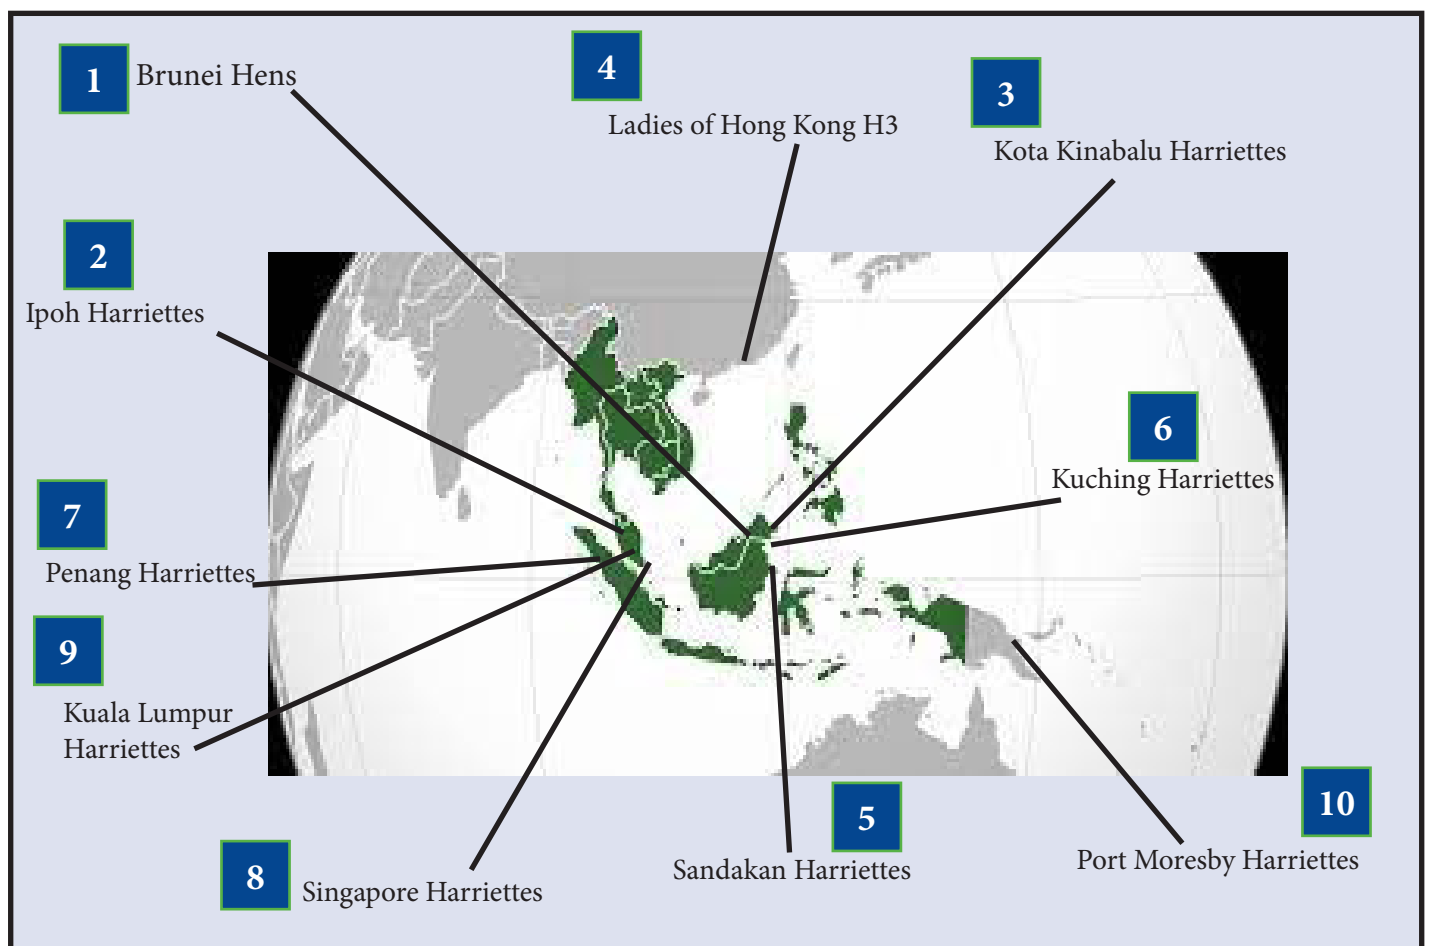 1
Brunei Hens
4
Ladies of Hong Kong H3
3
Kota Kinabalu Harriettes
2
Ipoh Harriettes
6
Kuching Harriettes
7
Penang Harriettes
9
Kuala Lumpur
Harriettes
8
Singapore Harriettes
5
Sandakan Harriettes
10
Port Moresby Harriettes